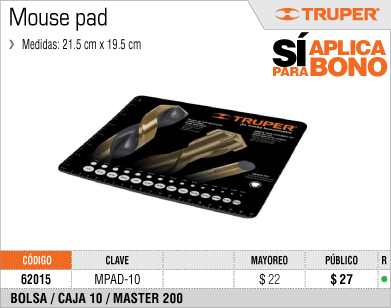 Mouse pad
TRUPER®
› Medidas: 21.5 cm x 19.5 cm
SÍ APLICA
PARA BONO
TRUPER®
CÓDIGO CLAVE MAYOREO PÚBLICO R
62015 MPAD-10 $ 22 $ 27 ●
BOLSA / CAJA 10 / MASTER 200